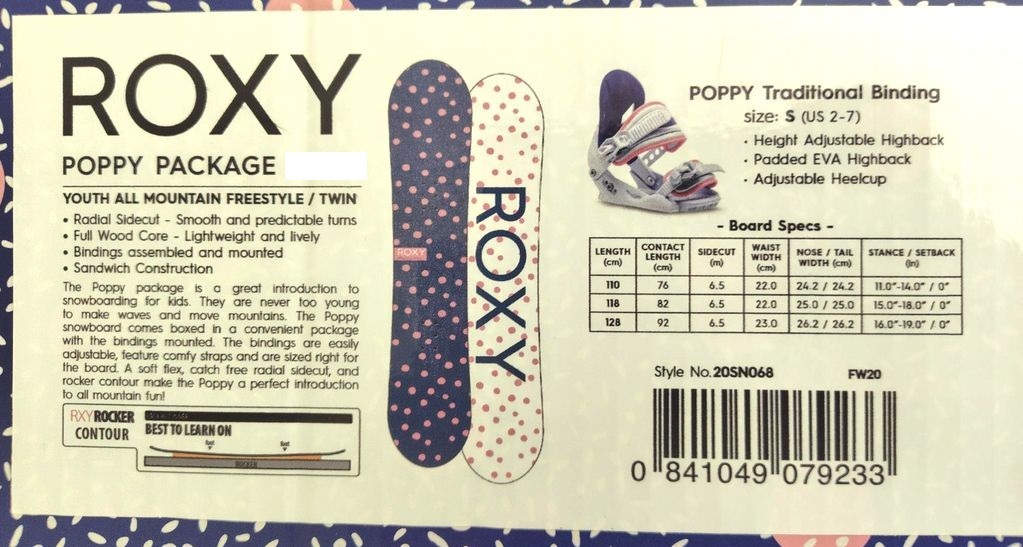 ROXY
POPPY PACKAGE
YOUTH ALL MOUNTAIN FREESTYLE / TWIN
• Radial Sidecut - Smooth and predictable turns
• Full Wood Core - Lightweight and lively
• Bindings assembled and mounted
• Sandwich Construction
The Poppy package is a great introduction to
snowboarding for kids. They are never too young
to make waves and move mountains. The Poppy
snowboard comes boxed in a convenient package
with the bindings mounted. The bindings are easily
adjustable, feature comfy straps and are sized right for
the board. A soft flex, catch free radial sidecut, and
rocker contour make the Poppy a perfect introduction
to all mountain fun!
RXYROCKER
CONTOUR
BEST TO LEARN ON
foot foot
ROCKER
ROXY
ROXY
POPPY Traditional Binding
size: S (US 2-7)
• Height Adjustable Highback
• Padded EVA Highback
• Adjustable Heelcup
- Board Specs -
LENGTH (cm) CONTACT LENGTH (cm) SIDECUT (m) WAIST WIDTH (cm) NOSE / TAIL WIDTH (cm) STANCE / SETBACK (in)
110 76 6.5 22.0 24.2 / 24.2 11.0"-14.0" / 0"
118 82 6.5 22.0 25.0 / 25.0 15.0"-18.0" / 0"
128 92 6.5 23.0 26.2 / 26.2 16.0"-19.0" / 0"
Style No. 20SN068 FW20
0 841049 079233